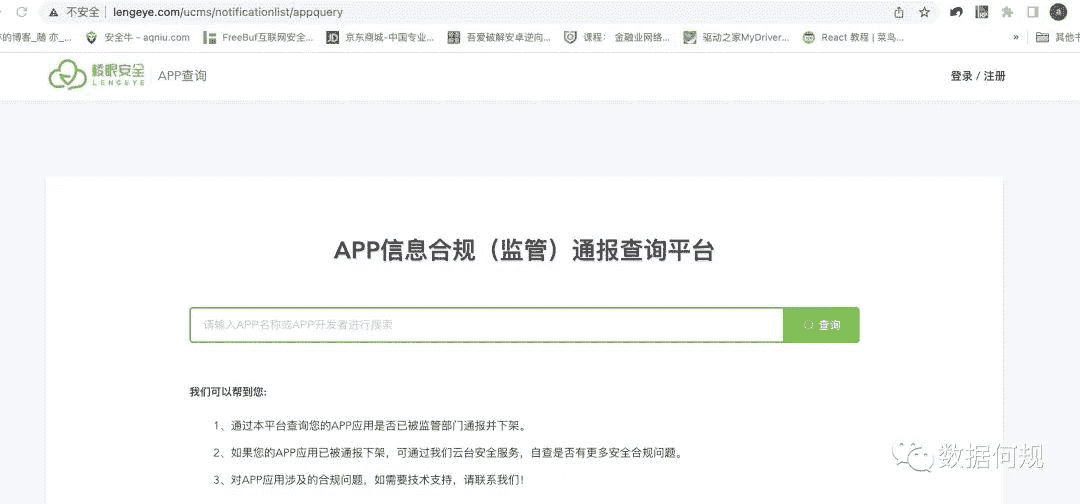 不安全 lengeye.com/ucms/notificationlist/appquery
的博客_随 亦_... 安全牛 - aqniu.com FreeBuf互联网安全... 京东商城-中国专业... 吾爱破解安卓逆向... 课程: 金融业网络... 驱动之家MyDriver... React 教程 | 菜鸟... » 其他书
棱眼安全 APP查询 登录 / 注册
LENGEYE
APP信息合规（监管）通报查询平台
请输入APP名称或APP开发者进行搜索 查询
我们可以帮到您:
1、通过本平台查询您的APP应用是否已被监管部门通报并下架。
2、如果您的APP应用已被通报下架，可通过我们云台安全服务，自查是否有更多安全合规问题。
3、对APP应用涉及的合规问题，如需要技术支持，请联系我们！
数据何规